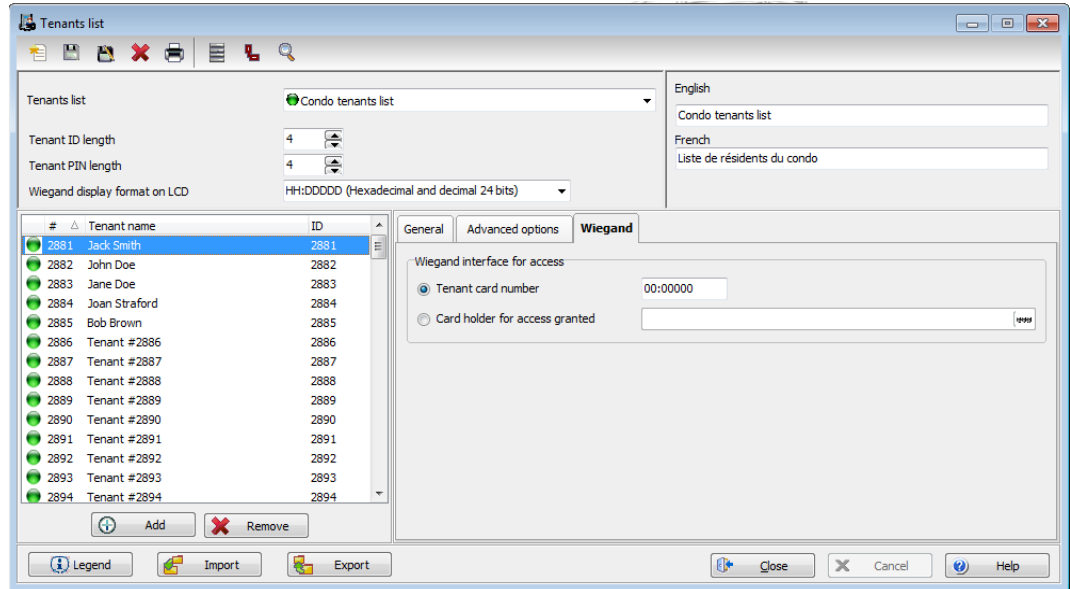 Tenants list
Tenants list
Condo tenants list
Tenant ID length
4
Tenant PIN length
4
Wiegand display format on LCD
HH:DDDDD (Hexadecimal and decimal 24 bits)
English
Condo tenants list
French
Liste de résidents du condo
# Tenant name ID
2881 Jack Smith 2881
2882 John Doe 2882
2883 Jane Doe 2883
2884 Joan Straford 2884
2885 Bob Brown 2885
2886 Tenant #2886 2886
2887 Tenant #2887 2887
2888 Tenant #2888 2888
2889 Tenant #2889 2889
2890 Tenant #2890 2890
2891 Tenant #2891 2891
2892 Tenant #2892 2892
2893 Tenant #2893 2893
2894 Tenant #2894 2894
Add
Remove
General
Advanced options
Wiegand
Wiegand interface for access
Tenant card number
00:00000
Card holder for access granted
Legend
Import
Export
Close
Cancel
Help